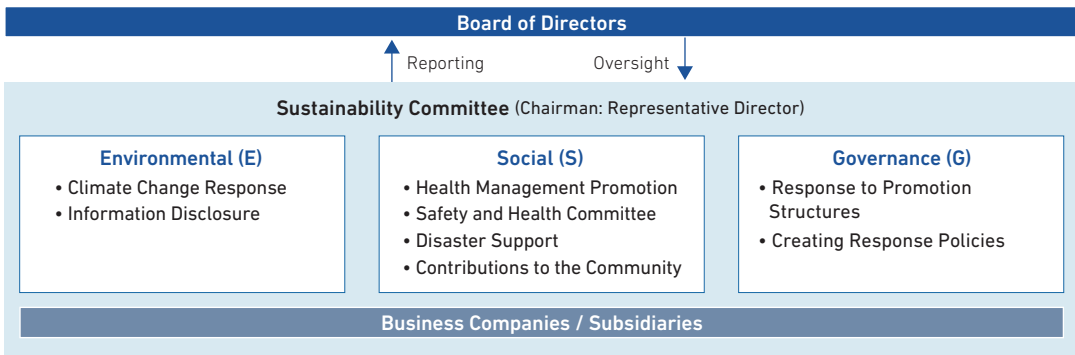 Board of Directors
Reporting
Oversight
Sustainability Committee (Chairman: Representative Director)
Environmental (E)
• Climate Change Response
• Information Disclosure
Social (S)
• Health Management Promotion
• Safety and Health Committee
• Disaster Support
• Contributions to the Community
Governance (G)
• Response to Promotion
Structures
• Creating Response Policies
Business Companies / Subsidiaries